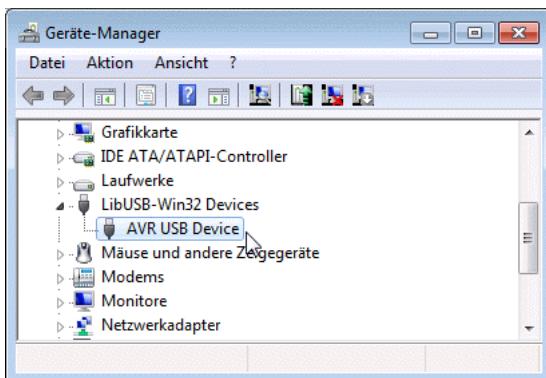 Geräte-Manager
Datei Aktion Ansicht ?
Grafikkarte
IDE ATA/ATAPI-Controller
Laufwerke
LibUSB-Win32 Devices
AVR USB Device
Mäuse und andere Zeigegeräte
Modems
Monitore
Netzwerkadapter